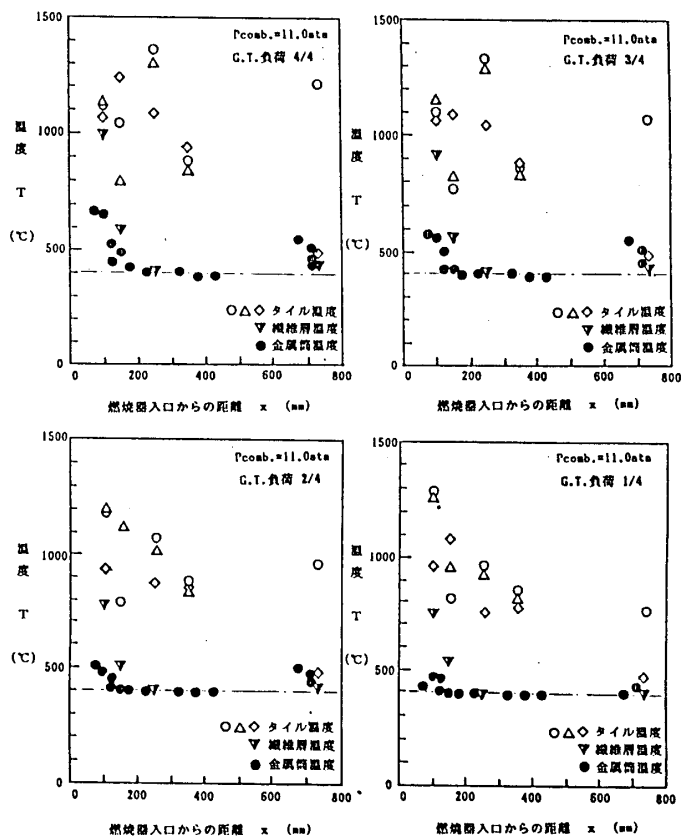 1500
1000
500
0
温度 T (℃)
Pcomb.=11.0ata
G.T.負荷 4/4
○△◇ タイル温度
▽ 繊維層温度
● 金属筒温度
0 200 400 600 800
燃焼器入口からの距離 x (mm)
1500
1000
500
0
温度 T (℃)
Pcomb.=11.0ata
G.T.負荷 3/4
○△◇ タイル温度
▽ 繊維層温度
● 金属筒温度
0 200 400 600 800
燃焼器入口からの距離 x (mm)
1500
1000
500
0
温度 T (℃)
Pcomb.=11.0ata
G.T.負荷 2/4
○△◇ タイル温度
▽ 繊維層温度
● 金属筒温度
0 200 400 600 800
燃焼器入口からの距離 x (mm)
1500
1000
500
0
温度 T (℃)
Pcomb.=11.0ata
G.T.負荷 1/4
○△◇ タイル温度
▽ 繊維層温度
● 金属筒温度
0 200 400 600 800
燃焼器入口からの距離 x (mm)